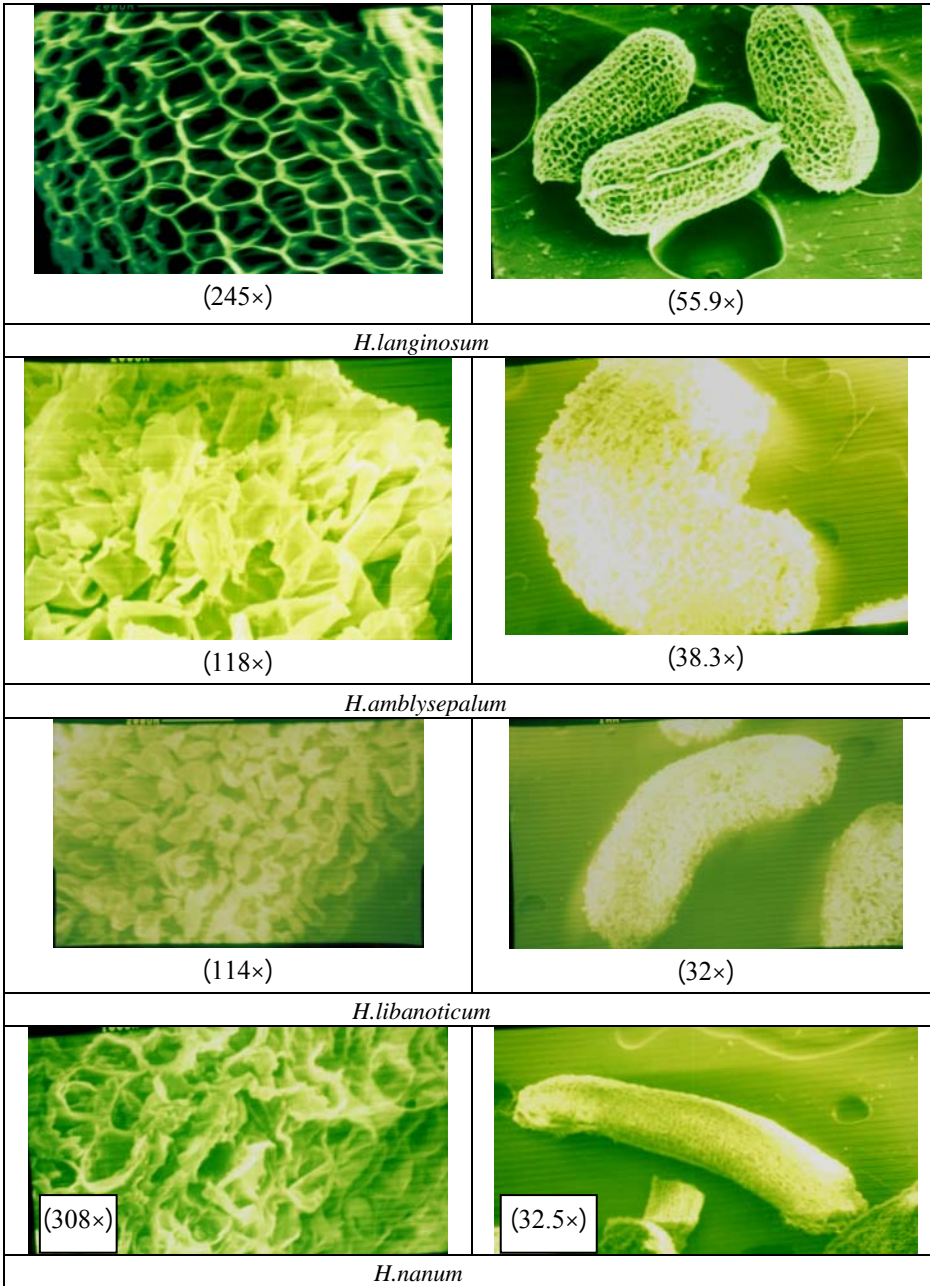 (245×)
(55.9×)
H.langinosum
(118×)
(38.3×)
H.amblysepalum
(114×)
(32×)
H.libanoticum
(308×)
(32.5×)
H.nanum